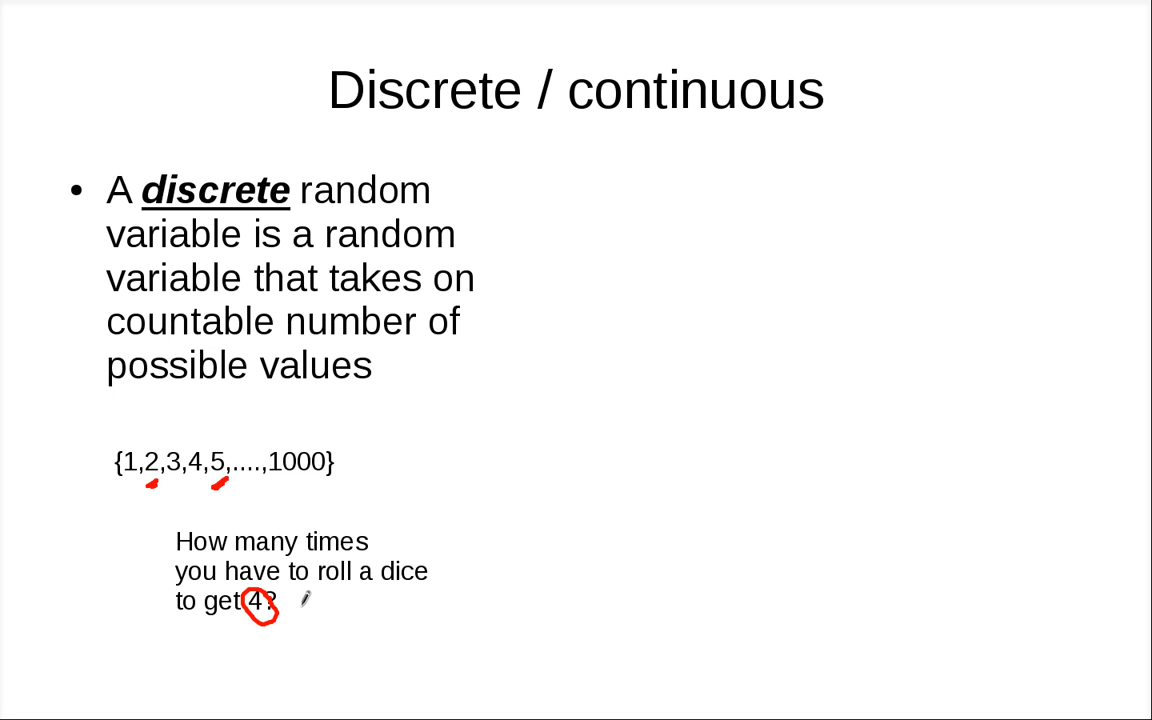 Discrete / continuous
• A discrete random
variable is a random
variable that takes on
countable number of
possible values
{1,2,3,4,5,....,1000}
How many times
you have to roll a dice
to get 4?